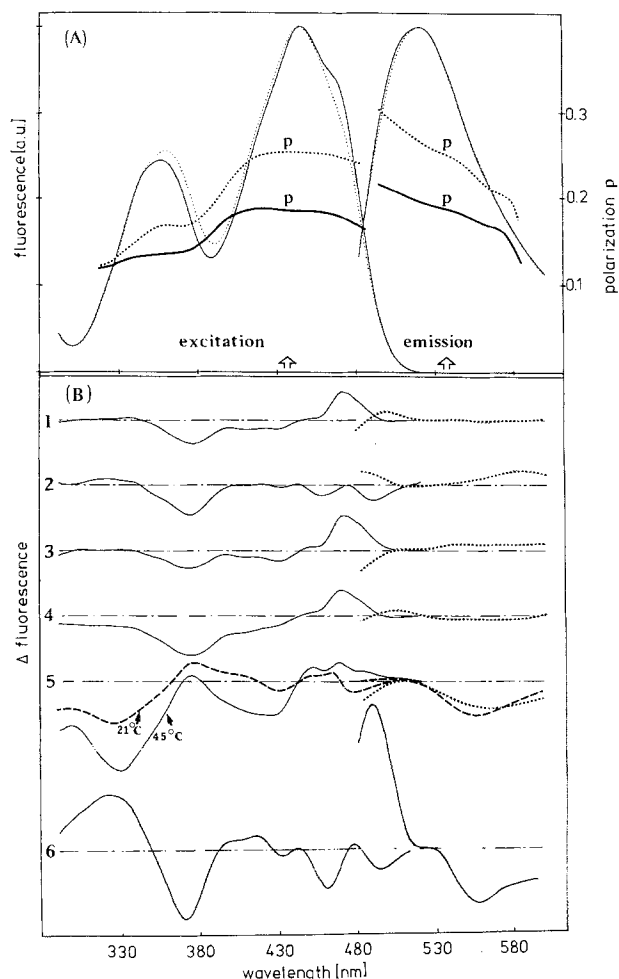 (A)
fluorescence [a.u.]
polarization p
0.3
0.2
0.1
p
p
p
p
excitation
emission
(B)
Δ fluorescence
1
2
3
4
5
21°C
45°C
6
330
380
430
480
530
580
wavelength [nm]